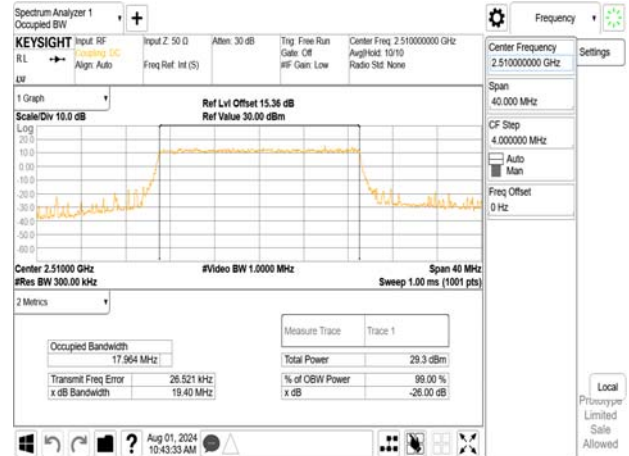 Spectrum Analyzer 1
Occupied BW
KEYSIGHT
RL
LXI
Input: RF
Coupling: DC
Align: Auto
Input Z: 50 Ω
Freq Ref: Int (S)
Atten: 30 dB
Trig: Free Run
Gate: Off
#IF Gain: Low
Center Freq: 2.510000000 GHz
Avg|Hold: 10/10
Radio Std: None
1 Graph
Scale/Div 10.0 dB
Ref Lvl Offset 15.36 dB
Ref Value 30.00 dBm
Log
20.0
10.0
0.00
-10.0
-20.0
-30.0
-40.0
-50.0
-60.0
Center 2.51000 GHz
#Video BW 1.0000 MHz
Span 40 MHz
#Res BW 300.00 kHz
Sweep 1.00 ms (1001 pts)
2 Metrics
Measure Trace Trace 1
Occupied Bandwidth
17.964 MHz
Total Power 29.3 dBm
Transmit Freq Error 26.521 kHz
% of OBW Power 99.00 %
x dB Bandwidth 19.40 MHz
x dB -26.00 dB
Aug 01, 2024
10:43:33 AM
Frequency
Center Frequency
2.510000000 GHz
Settings
Span
40.000 MHz
CF Step
4.000000 MHz
Auto
Man
Freq Offset
0 Hz
Local
Prototype
Limited
Sale
Allowed